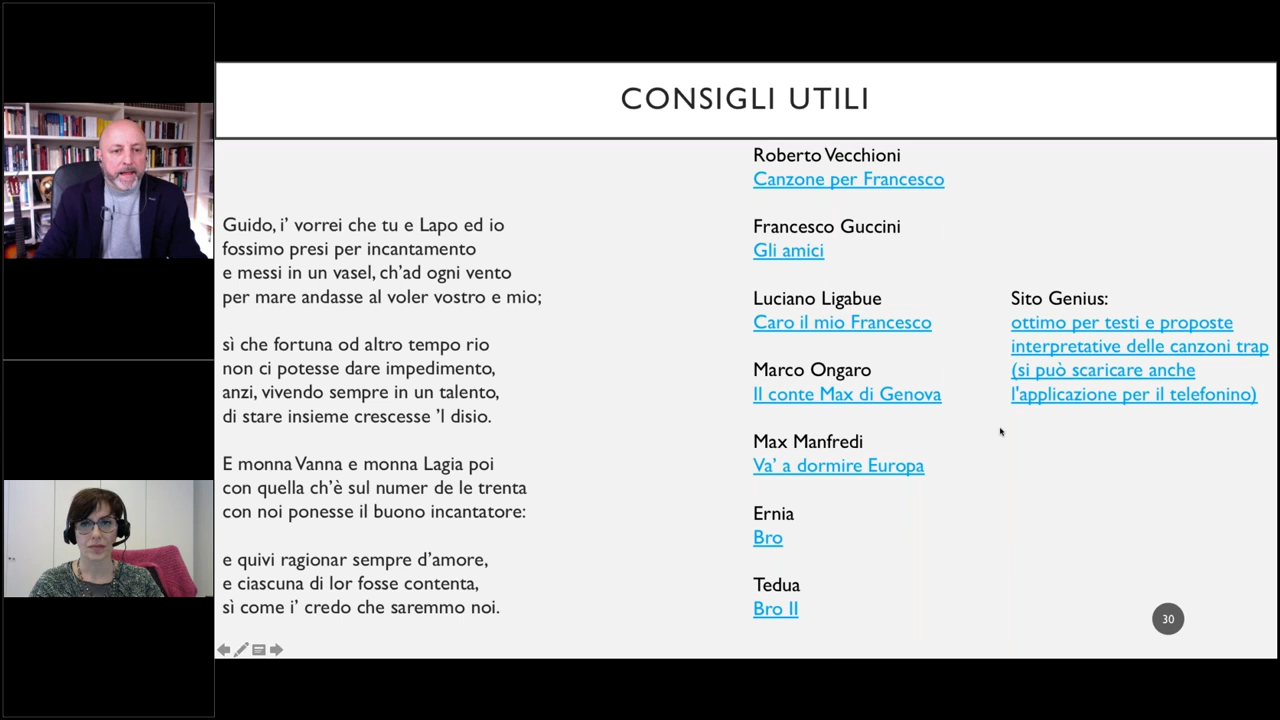 CONSIGLI UTILI
Guido, i' vorrei che tu e Lapo ed io
fossimo presi per incantamento
e messi in un vasel, ch'ad ogni vento
per mare andasse al voler vostro e mio;
sì che fortuna od altro tempo rio
non ci potesse dare impedimento,
anzi, vivendo sempre in un talento,
di stare insieme crescesse 'l disio.
E monna Vanna e monna Lagia poi
con quella ch'è sul numer de le trenta
con noi ponesse il buono incantatore:
e quivi ragionar sempre d'amore,
e ciascuna di lor fosse contenta,
sì come i' credo che saremmo noi.
Roberto Vecchioni
Canzone per Francesco
Francesco Guccini
Gli amici
Luciano Ligabue
Caro il mio Francesco
Marco Ongaro
Il conte Max di Genova
Max Manfredi
Va' a dormire Europa
Ernia
Bro
Tedua
Bro II
Sito Genius:
ottimo per testi e proposte
interpretative delle canzoni trap
(si può scaricare anche
l'applicazione per il telefonino)
30